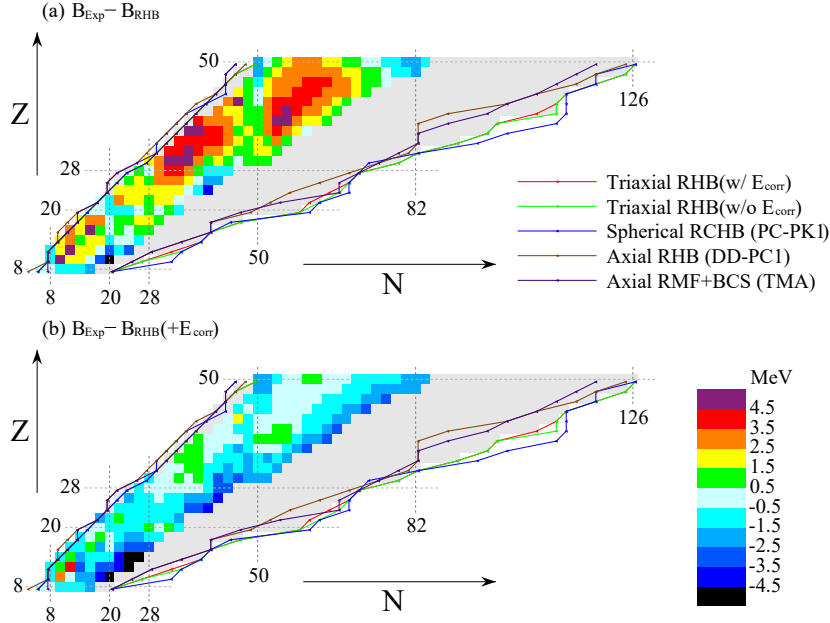 (a) B_Exp − B_RHB
50
Z
126
28
Triaxial RHB(w/ E_corr)
20
Triaxial RHB(w/o E_corr)
82
Spherical RCHB (PC-PK1)
50
Axial RHB (DD-PC1)
8
N
Axial RMF+BCS (TMA)
8 20 28
(b) B_Exp − B_RHB(+E_corr)
50
MeV
Z
126
4.5
3.5
2.5
1.5
28
0.5
-0.5
20
82
-1.5
-2.5
50
-3.5
8
N
-4.5
8 20 28